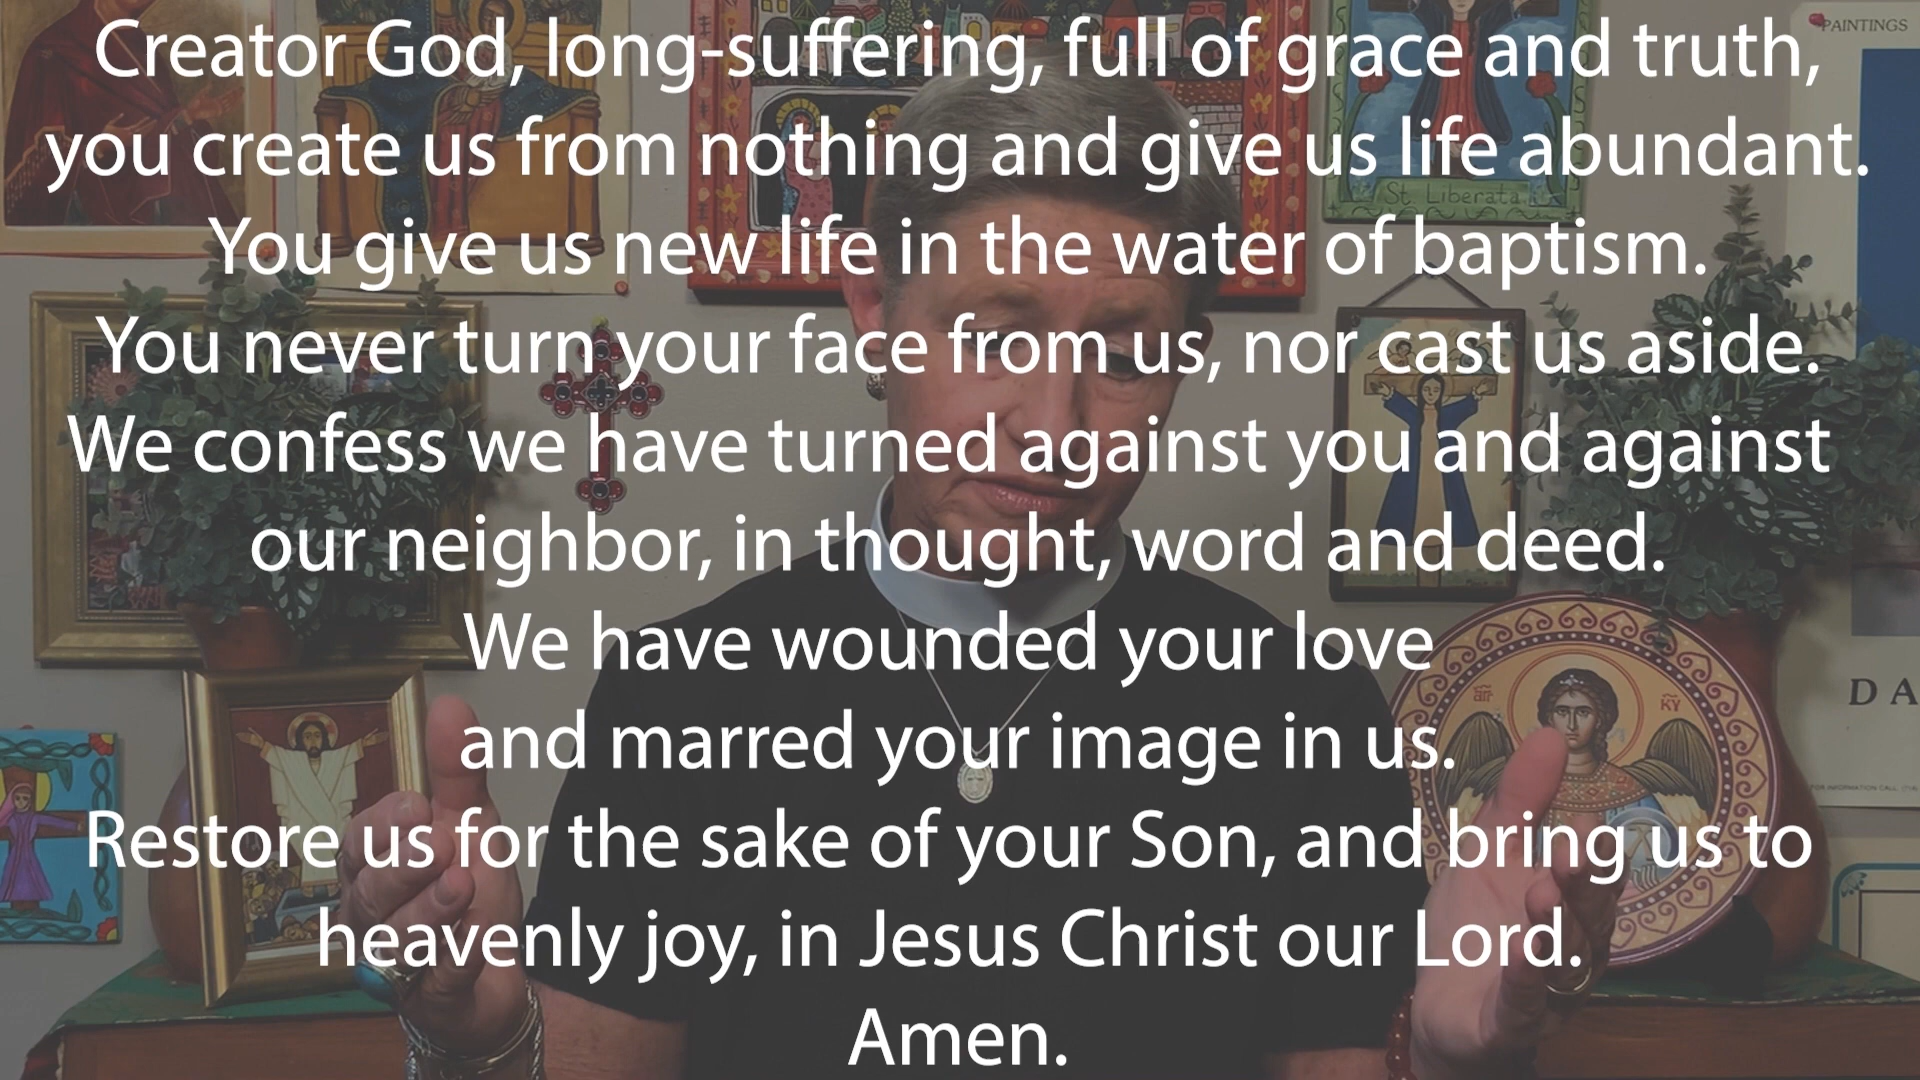 Creator God, long-suffering, full of grace and truth,
you create us from nothing and give us life abundant.
You give us new life in the water of baptism.
You never turn your face from us, nor cast us aside.
We confess we have turned against you and against
our neighbor, in thought, word and deed.
We have wounded your love
and marred your image in us.
Restore us for the sake of your Son, and bring us to
heavenly joy, in Jesus Christ our Lord.
Amen.
PAINTINGS
St. Liberata
D A